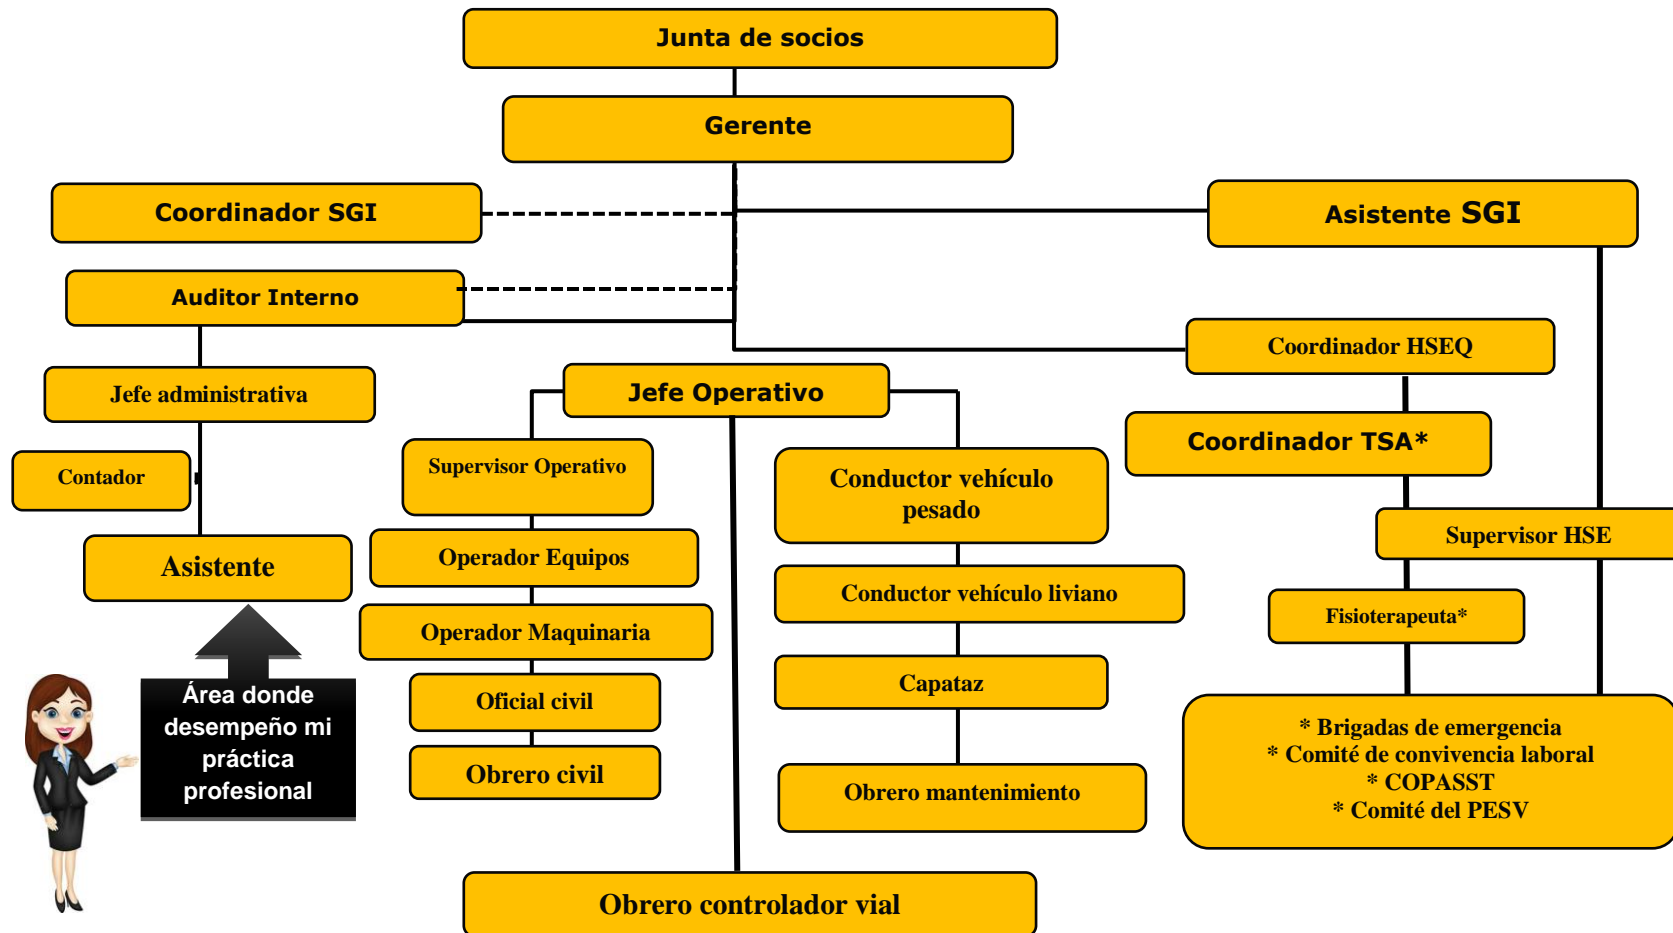 Junta de socios
Gerente
Coordinador SGI
Asistente SGI
Auditor Interno
Coordinador HSEQ
Jefe administrativa
Jefe Operativo
Coordinador TSA*
Contador
Supervisor Operativo
Conductor vehículo
pesado
Supervisor HSE
Asistente
Operador Equipos
Conductor vehículo liviano
Fisioterapeuta*
Operador Maquinaria
Capataz
Área donde
desempeño mi
práctica
profesional
Oficial civil
Obrero civil
Obrero mantenimiento
* Brigadas de emergencia
* Comité de convivencia laboral
* COPASST
* Comité del PESV
Obrero controlador vial